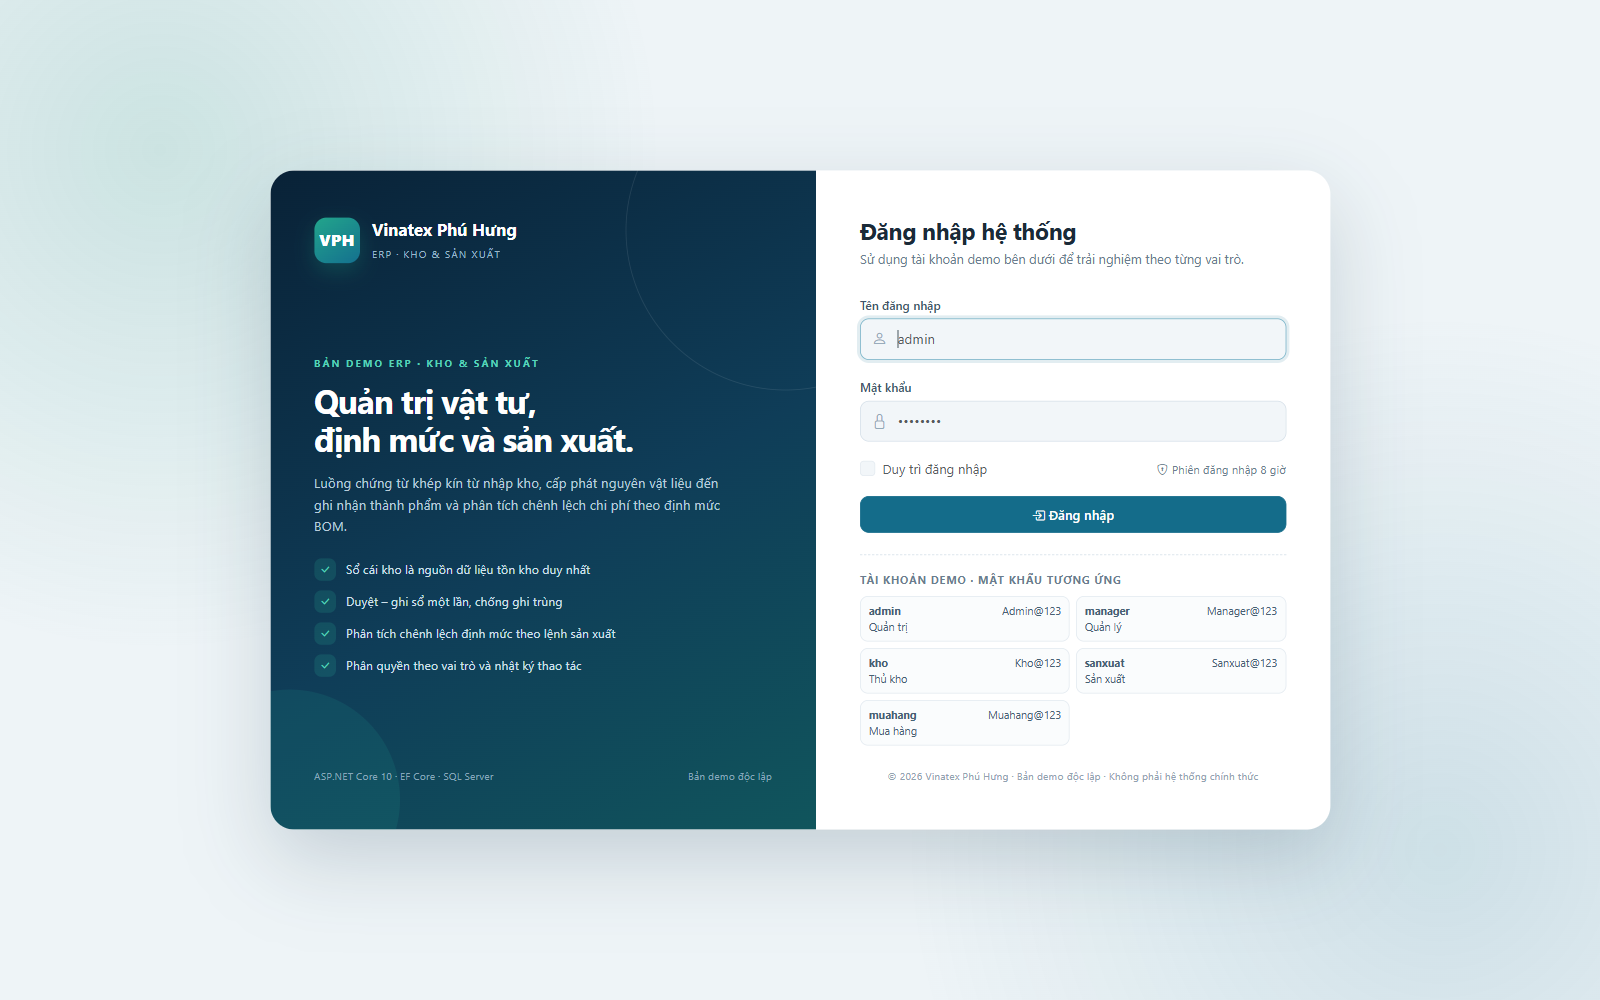 VPH
Vinatex Phú Hưng
ERP · KHO & SẢN XUẤT
BẢN DEMO ERP · KHO & SẢN XUẤT
Quản trị vật tư,
định mức và sản xuất.
Luồng chứng từ khép kín từ nhập kho, cấp phát nguyên vật liệu đến
ghi nhận thành phẩm và phân tích chênh lệch chi phí theo định mức
BOM.
Sổ cái kho là nguồn dữ liệu tồn kho duy nhất
Duyệt – ghi sổ một lần, chống ghi trùng
Phân tích chênh lệch định mức theo lệnh sản xuất
Phân quyền theo vai trò và nhật ký thao tác
ASP.NET Core 10 · EF Core · SQL Server
Bản demo độc lập
Đăng nhập hệ thống
Sử dụng tài khoản demo bên dưới để trải nghiệm theo từng vai trò.
Tên đăng nhập
admin
Mật khẩu
••••••••
Duy trì đăng nhập
Phiên đăng nhập 8 giờ
Đăng nhập
TÀI KHOẢN DEMO · MẬT KHẨU TƯƠNG ỨNG
admin Admin@123
Quản trị
manager Manager@123
Quản lý
kho Kho@123
Thủ kho
sanxuat Sanxuat@123
Sản xuất
muahang Muahang@123
Mua hàng
© 2026 Vinatex Phú Hưng · Bản demo độc lập · Không phải hệ thống chính thức